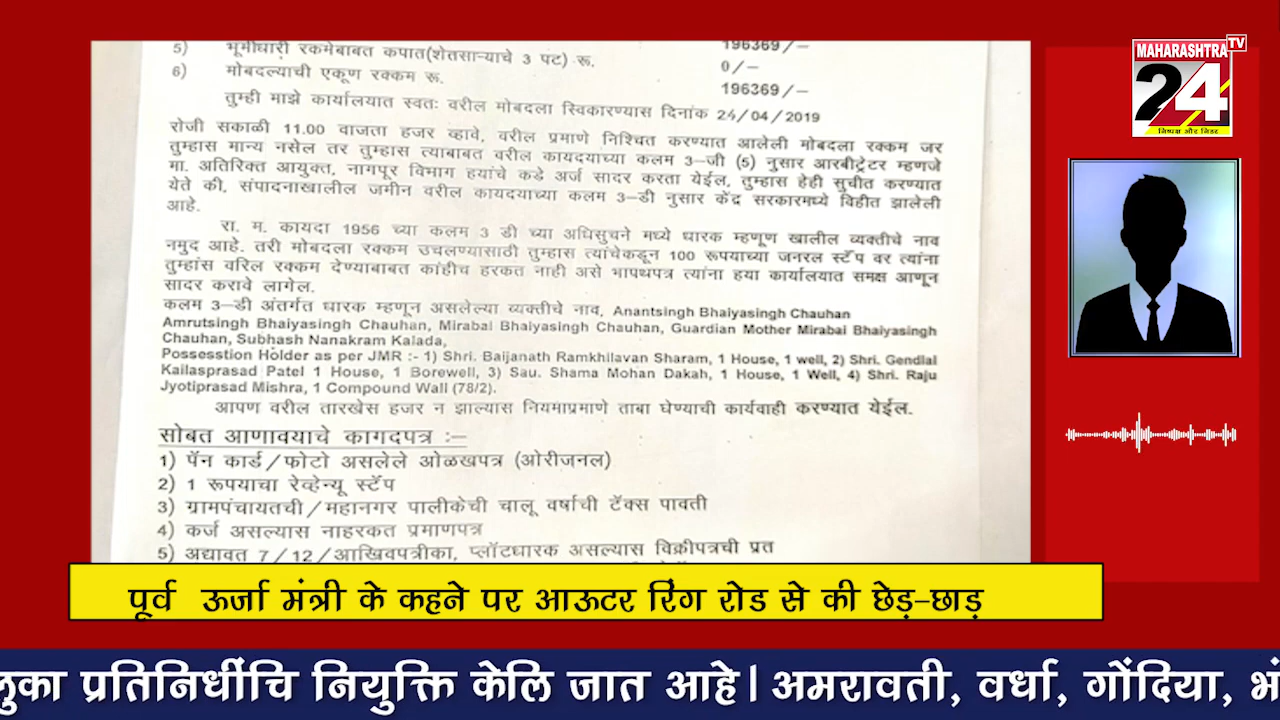 5) भूमीधारी रकमेबाबत कपात(शेतसाऱ्याचे 3 पट) रू. 196369/—
6) मोबदल्याची एकूण रक्कम रू. 0/—
196369/—
तुम्ही माझे कार्यालयात स्वतः वरील मोबदला स्विकारण्यास दिनांक 24/04/2019
रोजी सकाळी 11.00 वाजता हजर व्हावे, वरील प्रमाणे निश्चित करण्यात आलेली मोबदला रक्कम जर
तुम्हास मान्य नसेल तर तुम्हास त्याबाबत वरील कायदयाच्या कलम 3—जी (5) नुसार आरबीट्रेटर म्हणजे
मा. अतिरिक्त आयुक्त, नागपूर विभाग हयांचे कडे अर्ज सादर करता येईल, तुम्हास हेही सुचीत करण्यात
येते की, संपादनाखालील जमीन वरील कायदयाच्या कलम 3—डी नुसार केंद्र सरकारमध्ये विहीत झालेली
आहे.
रा. म. कायदा 1956 च्या कलम 3 डी च्या अधिसुचने मध्ये धारक म्हणूण खालील व्यक्तीचे नाव
नमुद आहे. तरी मोबदला रक्कम उचलण्यासाठी तुम्हास त्यांचेकडून 100 रूपयाच्या जनरल स्टॅप वर त्यांना
तुम्हांस वरिल रक्कम देण्याबाबत कांहीच हरकत नाही असे भापथपत्र त्यांना हया कार्यालयात समक्ष आणून
सादर करावे लागेल.
कलम 3—डी अंतर्गत धारक म्हणून असलेल्या व्यक्तीचे नाव, Anantsingh Bhaiyasingh Chauhan
Amrutsingh Bhaiyasingh Chauhan, Mirabai Bhaiyasingh Chauhan, Guardian Mother Mirabai Bhaiyasingh
Chauhan, Subhash Nanakram Kalada,
Possesstion Holder as per JMR :- 1) Shri. Baijanath Ramkhilavan Sharam, 1 House, 1 well, 2) Shri. Gendlal
Kailasprasad Patel 1 House, 1 Borewell, 3) Sau. Shama Mohan Dakah, 1 House, 1 Well, 4) Shri. Raju
Jyotiprasad Mishra, 1 Compound Wall (78/2).
आपण वरील तारखेस हजर न झाल्यास नियमाप्रमाणे ताबा घेण्याची कार्यवाही करण्यात येईल.
सोबत आणावयाचे कागदपत्र :—
1) पॅन कार्ड/फोटो असलेले ओळखपत्र (ओरीजनल)
2) 1 रूपयाचा रेव्हेन्यू स्टॅप
3) ग्रामपंचायतची/महानगर पालीकेची चालू वर्षाची टॅक्स पावती
4) कर्ज असल्यास नाहरकत प्रमाणपत्र
5) अद्यावत 7/12/आखिवपत्रीका, प्लॉटधारक असल्यास विक्रीपत्रची प्रत
MAHARASHTRA TV
24
निष्पक्ष और निडर
पूर्व ऊर्जा मंत्री के कहने पर आऊटर रिंग रोड से की छेड़-छाड़
लुका प्रतिनिधींचि नियुक्ति केलि जात आहे| अमरावती, वर्धा, गोंदिया, भं